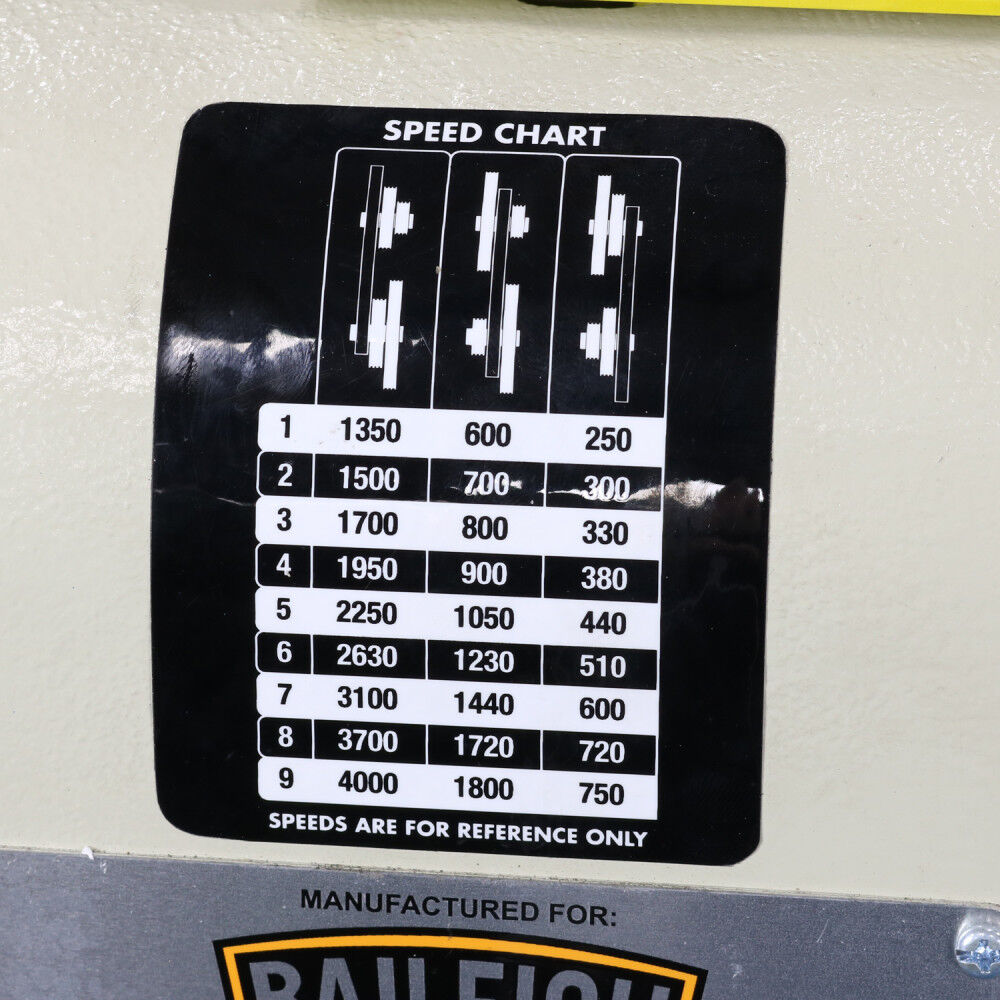 SPEED CHART
1 1350 600 250
2 1500 700 300
3 1700 800 330
4 1950 900 380
5 2250 1050 440
6 2630 1230 510
7 3100 1440 600
8 3700 1720 720
9 4000 1800 750
SPEEDS ARE FOR REFERENCE ONLY
MANUFACTURED FOR:
BAILEIGH